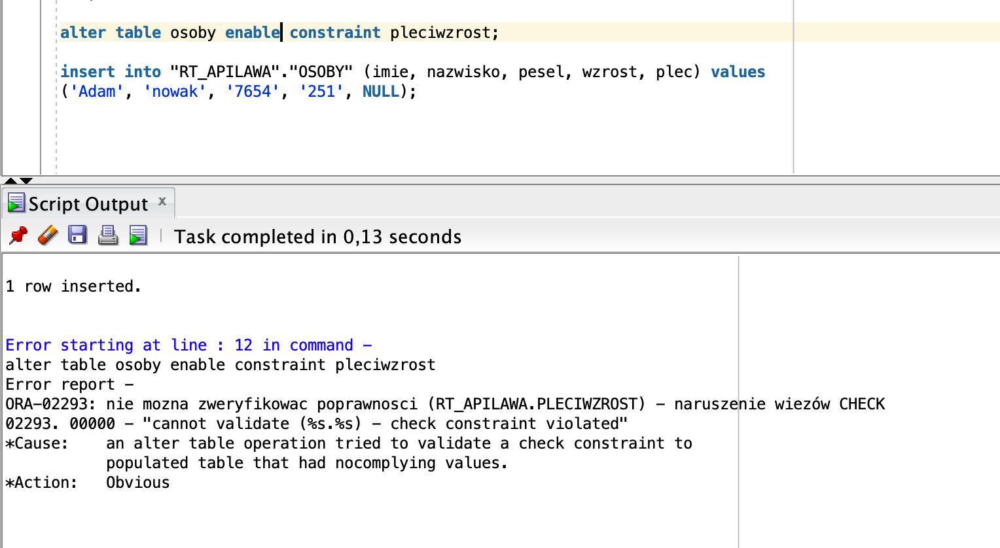 alter table osoby enable constraint pleciwzrost;
insert into "RT_APILAWA"."OSOBY" (imie, nazwisko, pesel, wzrost, plec) values
('Adam', 'nowak', '7654', '251', NULL);
Script Output x
Task completed in 0,13 seconds
1 row inserted.
Error starting at line : 12 in command -
alter table osoby enable constraint pleciwzrost
Error report -
ORA-02293: nie mozna zweryfikowac poprawnosci (RT_APILAWA.PLECIWZROST) - naruszenie wiezów CHECK
02293. 00000 - "cannot validate (%s.%s) - check constraint violated"
*Cause:    an alter table operation tried to validate a check constraint to
           populated table that had nocomplying values.
*Action:   Obvious